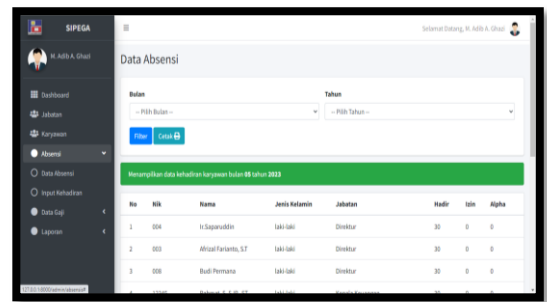 SIPEGA
Selamat Datang, M. Adib A. Ghazi
M. Adib A. Ghazi
Data Absensi
Dashboard
Jabatan
Karyawan
Absensi
Data Absensi
Input Kehadiran
Data Gaji
Laporan
Bulan Tahun
-- Pilih Bulan -- -- Pilih Tahun --
Filter Cetak
Menampilkan data kehadiran karyawan bulan 05 tahun 2023
No Nik Nama Jenis Kelamin Jabatan Hadir Izin Alpha
1 004 Ir.Saparuddin laki-laki Direktur 30 0 0
2 003 Afrizal Farianto, S.T laki-laki Direktur 30 0 0
3 006 Budi Permana laki-laki Direktur 30 0 0